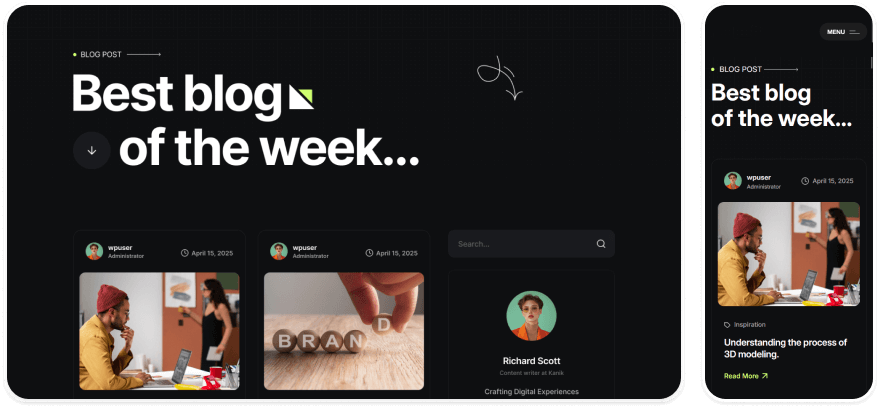 BLOG POST
Best blog
of the week...
wpuser
Administrator
April 15, 2025
wpuser
Administrator
April 15, 2025
BRAND
Search...
Richard Scott
Content writer at Kanik
Crafting Digital Experiences
MENU
BLOG POST
Best blog
of the week...
wpuser
Administrator
April 15, 2025
Inspiration
Understanding the process of
3D modeling.
Read More